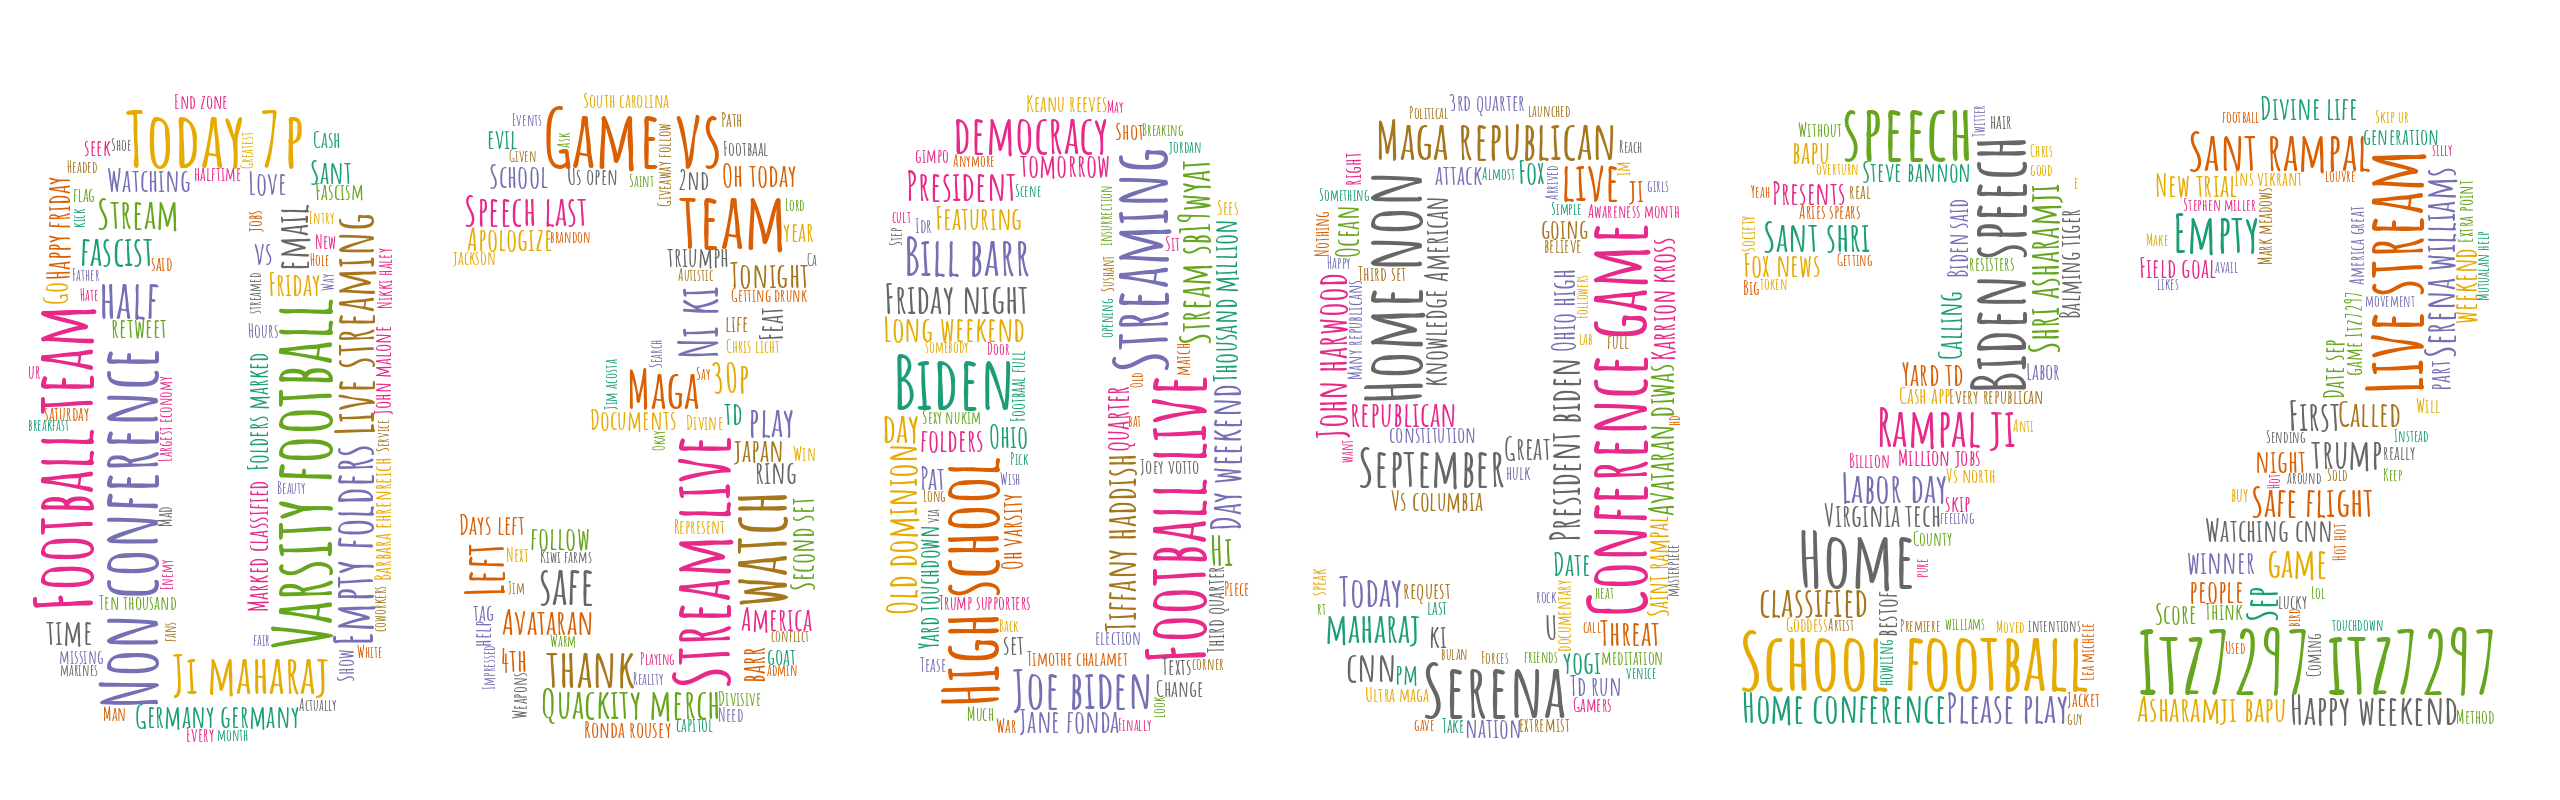 End zone
Today 7p
Cash
Seek
Shoe
Greatest
Headed
Watching
Halftime
Love
Sant
Fascism
Go
Happy Friday
Flag
Kick
Stream
Jobs
Email
Entry
Fascist
Said
vs
New
Hole
Father
Hate
Half
Retweet
Streamed
Friday
Way
Hours
Nikki Haley
Football team
Non conference
Varsity football
Live streaming
John Malone
ur
Saturday
Breakfast
Largest economy
Folders marked
Marked classified
Beauty
Empty folders
Service
Barbara Ehrenreich
Mad
Enemy
Ten thousand
Time
Fans
Missing
Marines
Fair
Show
White
Coworkers
Ji Maharaj
Man
Germany Germany
Actually
Every
Month
South Carolina
Events
Evil
Given
Ask
Game vs
Path
Footbaal
School
Us open
Saint
Giveaway follow
2nd
Oh today
Speech last
Team
Lord
Year
Apologize
Brandon
Jackson
Triumph
Autistic
Ca
Tonight
Getting drunk
Ni ki
Life
Feat
Chris Licht
Search
Jim Acosta
Maga
Say
30p
Documents
Divine
td
Play
Okay
Japan
Win
Ring
Stream live
Watch
Second set
Represent
Days left
Left
Next
Follow
Kiwi farms
Jim
Safe
Tag
Help
Avataran
Warm
America
Conflict
Impressed
4th
Thank
Playing
Reality
Barr
Goat
Admin
Weapons
Quackity merch
Divisive
Need
Ronda Rousey
Capitol
Keanu Reeves
May
Democracy
Shot
Breaking
Jordan
Gimpo
Anymore
Tomorrow
President
Scene
Streaming
Sit
Stream sb19wyat
Sees
Cult
Step
Idr
Featuring
Insurrection
Bill Barr
Sushant
Thousand million
Friday night
Opening
Long weekend
Somebody
Door
Match
Biden
Footbaal full
Old
Sexy nukim
Quarter
Bat
Football live
Day weekend
Day
Folders
Ohio
Pick
Old Dominion
Pat
Long
High school
Wish
Joey Votto
Tiffany Haddish
Via
Oh varsity
Yard touchdown
Hi
Third quarter
Piece
Trump supporters
Back
Election
Set
Tease
Timothe Chalamet
Texts
Corner
Joe Biden
Change
Look
Much
War
Jane Fonda
Finally
3rd quarter
Political
Launched
Maga Republican
Reach
Right
Attack
Almost
Fox
Arrived
Live
Im
Ji
Girls
Something
Simple
Awareness month
Nothing
Ocean
Home non
Knowledge American
Going
Believe
Happy
Third set
Many Republicans
John Harwood
Ohio high
Followers
Conference game
Karrion Kross
Lab
Full
Republican
Constitution
Want
September
Great
Hulk
Vs Columbia
President Biden
Avataran Diwas
hd
Saint Rampal
Masterpiece
Date
Speak
rt
Today
Request
Last
Rock
Documentary
Heat
Maharaj
Ki
u
Call
Threat
Bulan
Forces
Friends
Yogi
Meditation
Venice
CNN
pm
Ultra maga
Serena
td run
Gamers
Gave
Take
Nation
Extremist
Without
Speech
Twitter
Hair
Bapu
Overturn
Steve Bannon
Chris
Good
Yeah
Presents
Real
Aries Spears
e
Society
Sant Shri
Getting
Fox News
Big
Token
Biden said
Resisters
Biden speech
Shri Asharamji
Balming Tiger
Calling
Yard td
Labor
Cash app
Every Republican
Rampal Ji
Anti
Billion
Million jobs
Vs north
Labor day
Skip
Virginia Tech
Feeling
Home
County
Pure
Classified
Best of
Goddess
Artist
Premiere
Williams
Moved
Intentions
Lea Michele
School football
Howling
Home conference
Please play
Jacket
Guy
Divine life
Football
Skip ur
Sant Rampal
Generation
Silly
New trial
Ins Vikrant
Louvre
Stephen Miller
Mark Meadows
Empty
Make
Field goal
Avail
Likes
America great
Movement
Live stream
Serena Williams
Weekend
Extra point
Mutualan
Help
Game itz7297
Date Sep
Part
First
Called
Will
Sending
Instead
Night
Trump
Really
Hot
Around
Sold
Keep
Buy
Safe flight
Watching CNN
Hot hot
Winner
Game
People
Sep
Lol
Score
Think
Lucky
Bird
Touchdown
Used
Coming
Itz7297 itz7297
Asharamji Bapu
Happy weekend
Method